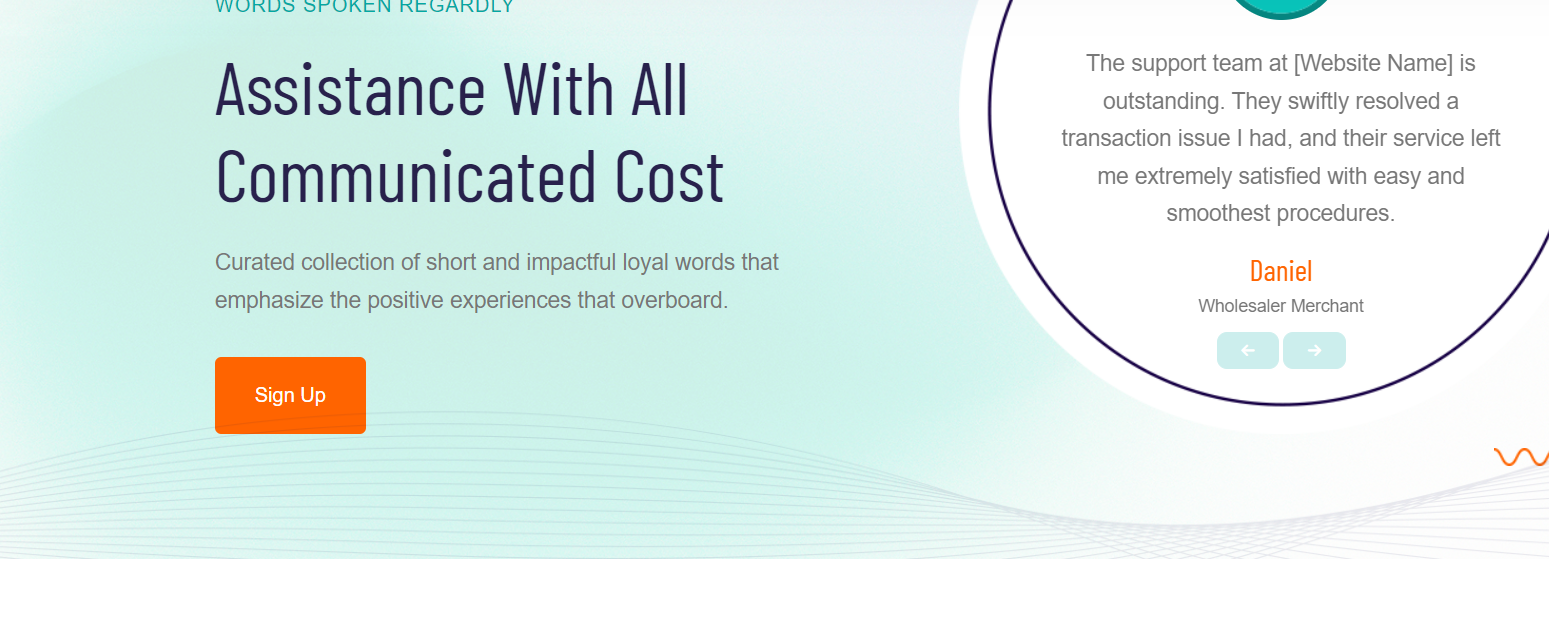 WORDS SPOKEN REGARDLY
Assistance With All
Communicated Cost
Curated collection of short and impactful loyal words that
emphasize the positive experiences that overboard.
Sign Up
The support team at [Website Name] is
outstanding. They swiftly resolved a
transaction issue I had, and their service left
me extremely satisfied with easy and
smoothest procedures.
Daniel
Wholesaler Merchant